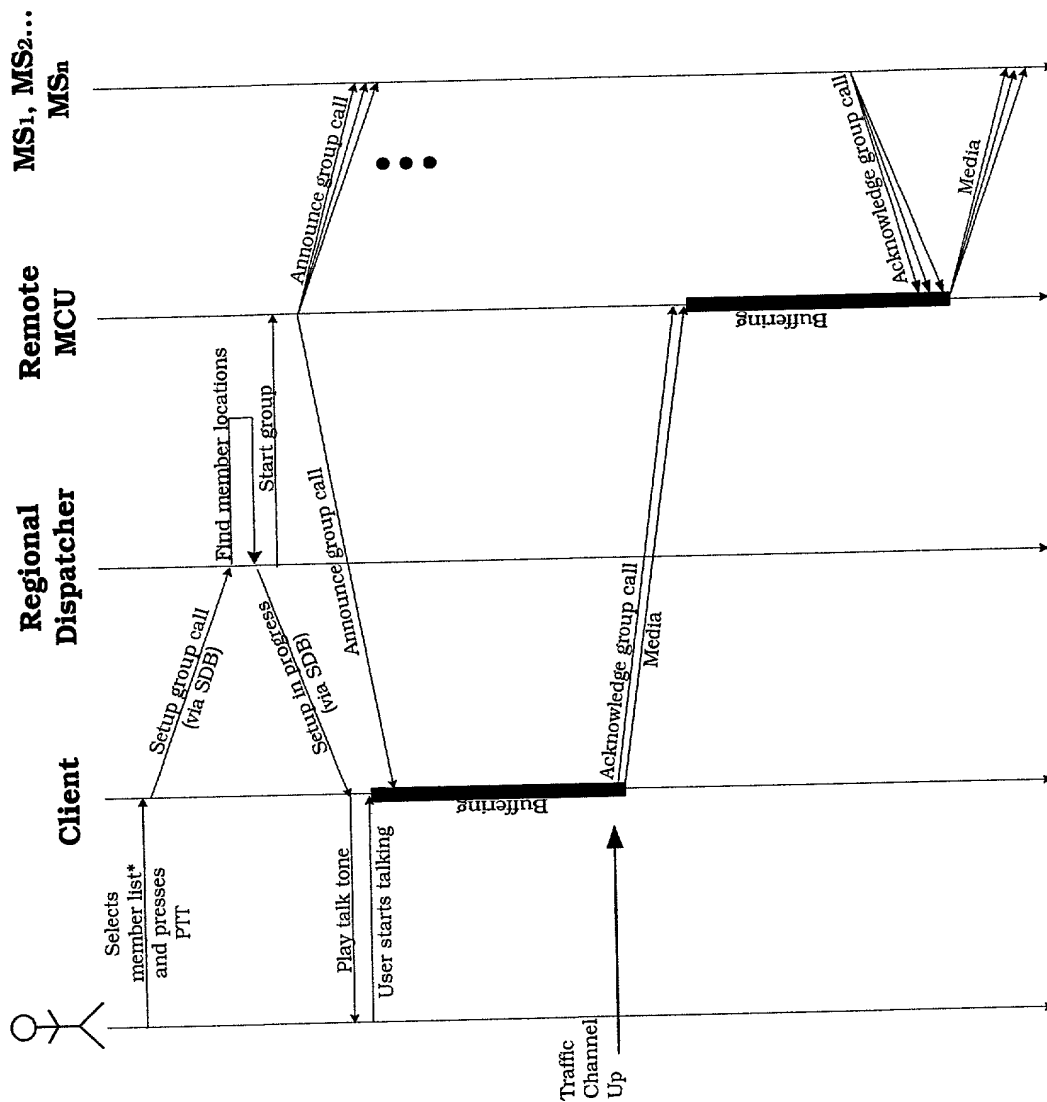 Client
Regional
Dispatcher
Remote
MCU
MS1, MS2...
MSn
Selects
member list*
and presses
PTT
Setup group call
(via SDB)
Find member locations
Start group
Setup in progress
(via SDB)
Announce group call
Announce group call
Play talk tone
User starts talking
Buffering
Traffic
Channel
Up
Acknowledge group call
Media
Buffering
Acknowledge group call
Media